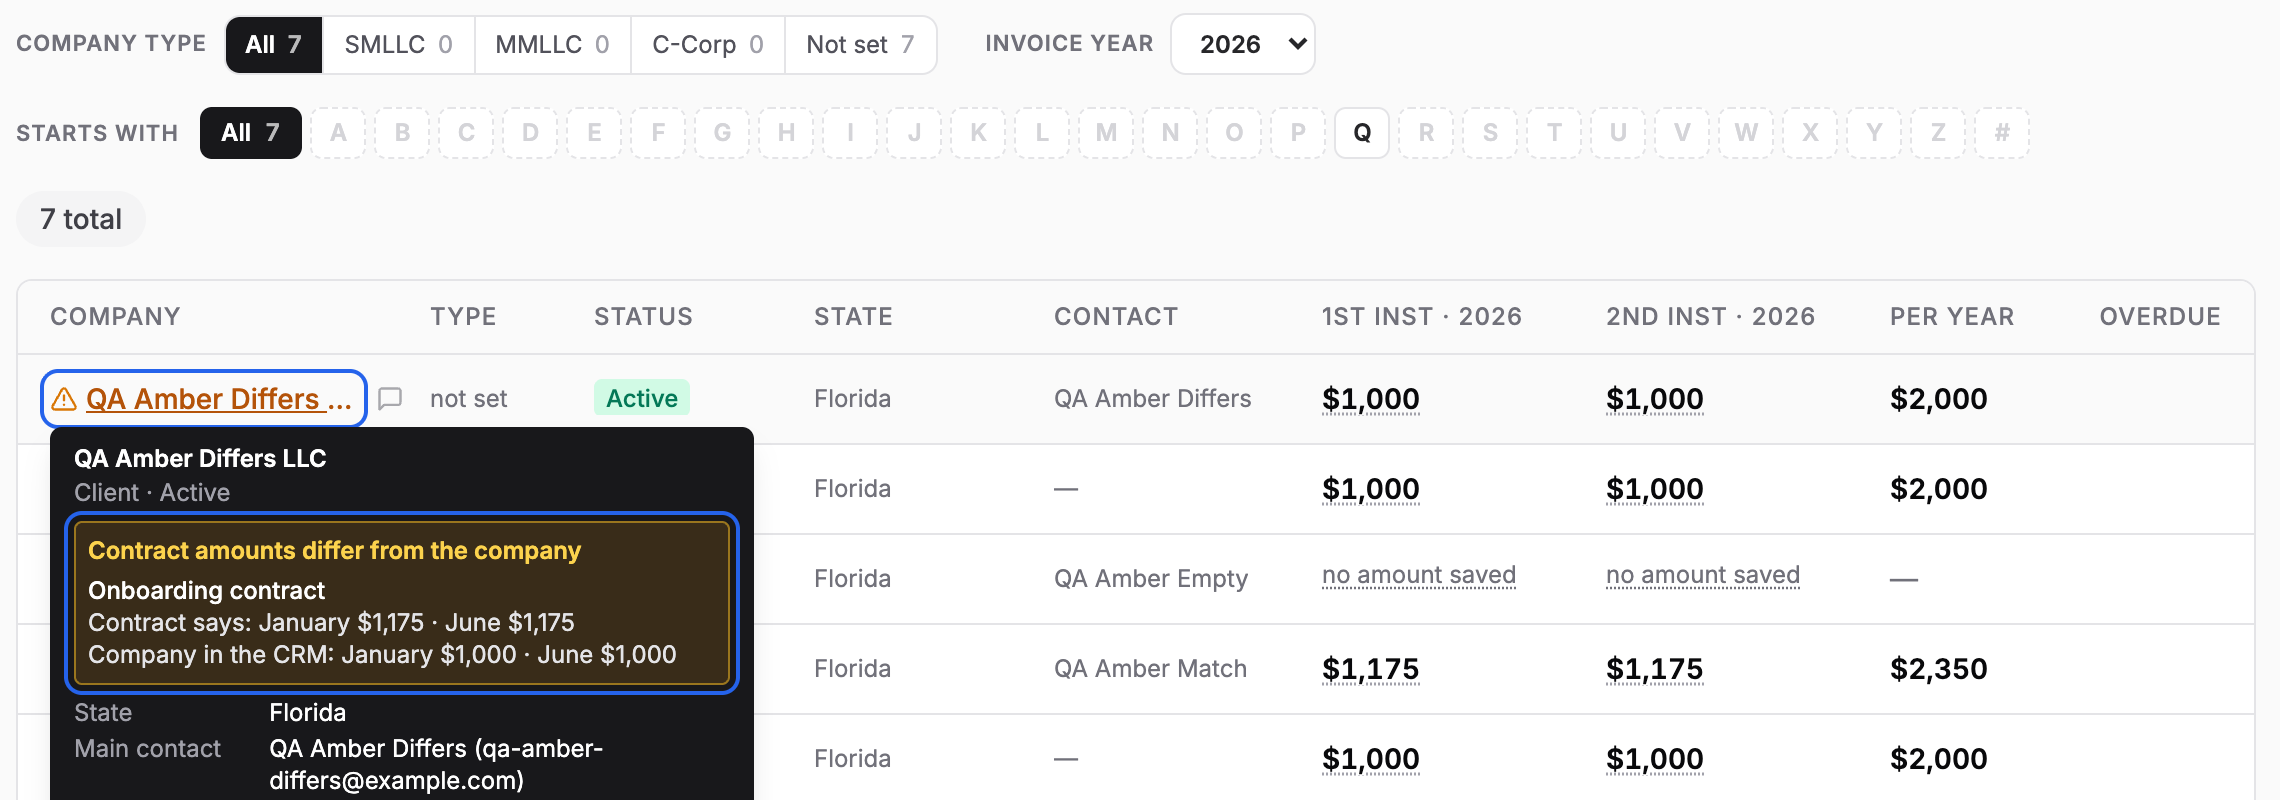 COMPANY TYPE All 7 SMLLC 0 MMLLC 0 C-Corp 0 Not set 7 INVOICE YEAR 2026
STARTS WITH All 7 A B C D E F G H I J K L M N O P Q R S T U V W X Y Z #
7 total
COMPANY TYPE STATUS STATE CONTACT 1ST INST · 2026 2ND INST · 2026 PER YEAR OVERDUE
QA Amber Differs ... not set Active Florida QA Amber Differs $1,000 $1,000 $2,000
QA Amber Differs LLC
Client · Active
Florida — $1,000 $1,000 $2,000
Contract amounts differ from the company
Florida QA Amber Empty no amount saved no amount saved —
Onboarding contract
Contract says: January $1,175 · June $1,175
Company in the CRM: January $1,000 · June $1,000
Florida QA Amber Match $1,175 $1,175 $2,350
State Florida
Main contact QA Amber Differs (qa-amber-
differs@example.com)
Florida — $1,000 $1,000 $2,000